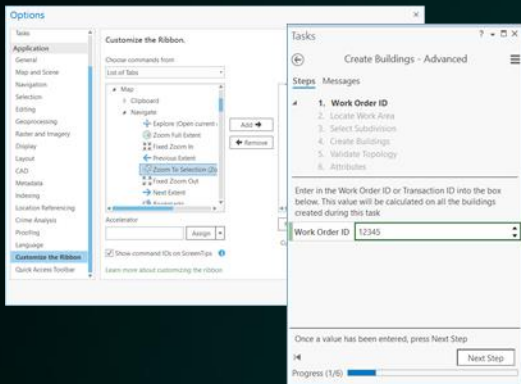 Options
Tasks
Application
General
Map and Scene
Navigation
Selection
Editing
Geoprocessing
Raster and Imagery
Display
Layout
CAD
Metadata
Indexing
Location Referencing
Crime Analysis
Proofing
Language
Customize the Ribbon
Quick Access Toolbar
Customize the Ribbon.
Choose commands from
List of Tabs
Map
Clipboard
Navigate
Explore (Open current
Zoom Full Extent
Fixed Zoom In
Previous Extent
Zoom To Selection (Zo
Fixed Zoom Out
Next Extent
Bookmarks
Add
Remove
Accelerator
Assign
Show command IDs on ScreenTips
Learn more about customizing the ribbon
Tasks
Create Buildings - Advanced
Steps Messages
1. Work Order ID
2. Locate Work Area
3. Select Subdivision
4. Create Buildings
5. Validate Topology
6. Attributes
Enter in the Work Order ID or Transaction ID into the box
below. This value will be calculated on all the buildings
created during this task
Work Order ID 12345
Once a value has been entered, press Next Step
Next Step
Progress (1/6)